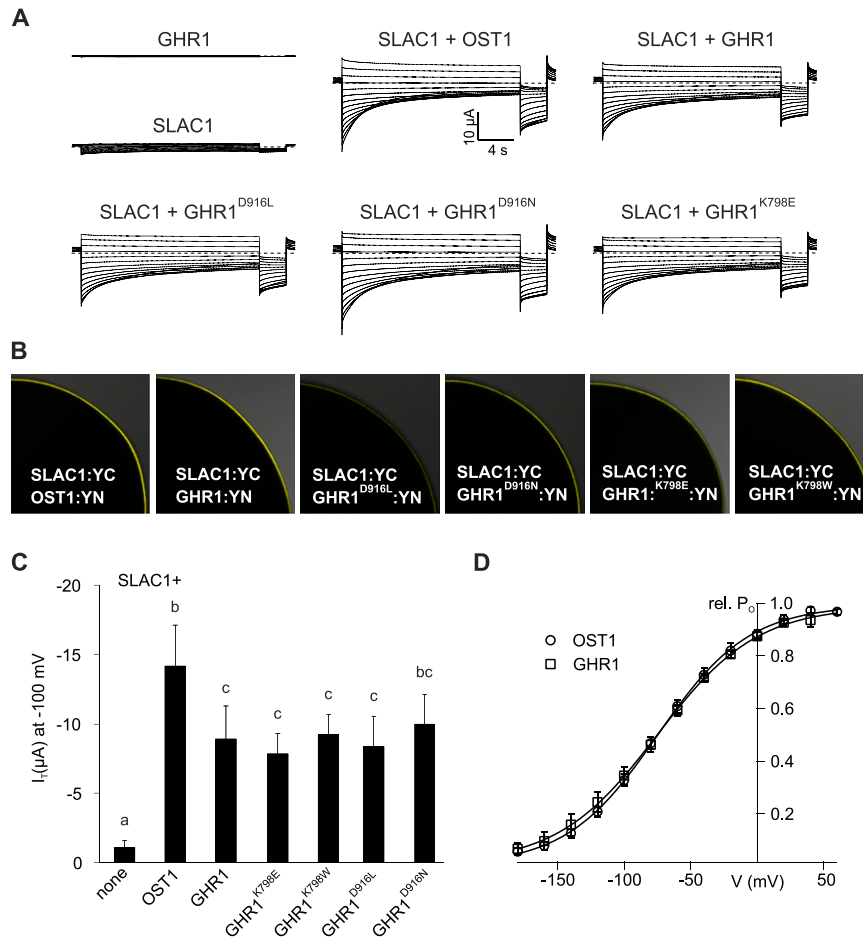 A
GHR1
SLAC1 + OST1
SLAC1 + GHR1
SLAC1
10 µA
4 s
SLAC1 + GHR1D916L
SLAC1 + GHR1D916N
SLAC1 + GHR1K798E
B
SLAC1:YC
OST1:YN
SLAC1:YC
GHR1:YN
SLAC1:YC
GHR1D916L:YN
SLAC1:YC
GHR1D916N:YN
SLAC1:YC
GHR1:K798E:YN
SLAC1:YC
GHR1K798W:YN
C
SLAC1+
IT(µA) at -100 mV
-20
-15
-10
-5
0
a
b
c
c
c
c
bc
none
OST1
GHR1
GHR1K798E
GHR1K798W
GHR1D916L
GHR1D916N
D
rel. PO
1.0
0.8
0.6
0.4
0.2
OST1
GHR1
-150
-100
-50
V (mV)
50